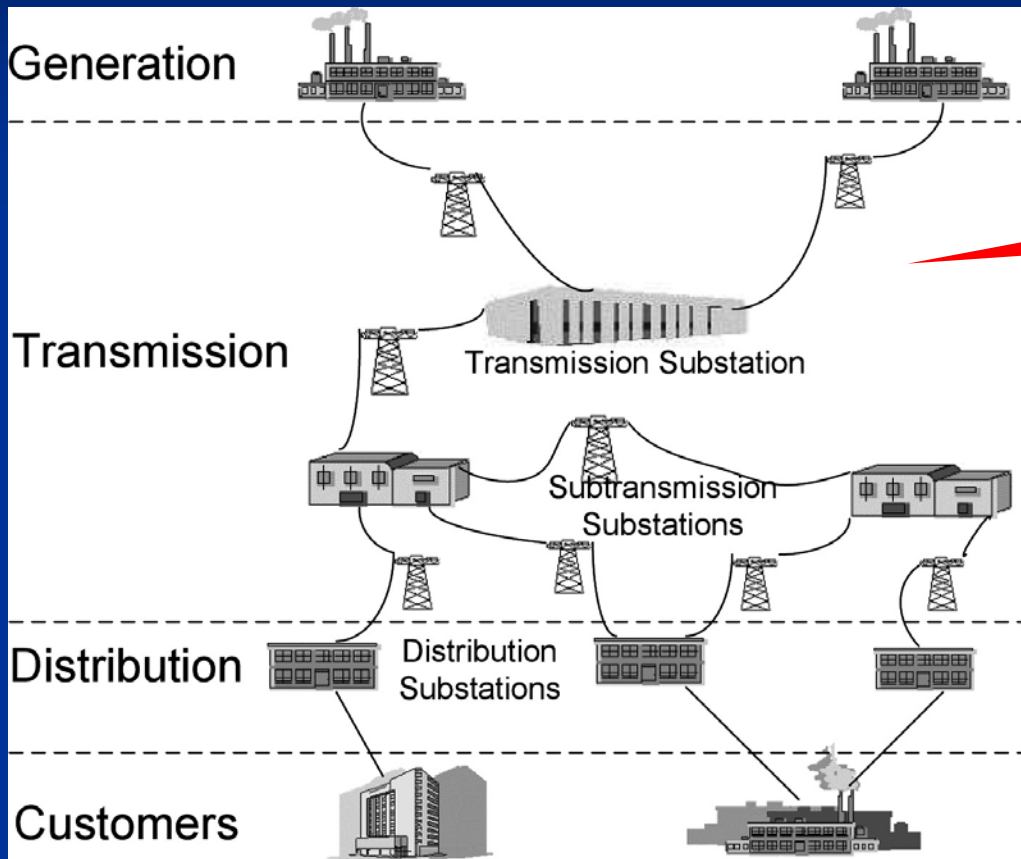 Generation
Transmission
Transmission Substation
Subtransmission
Substations
Distribution
Distribution
Substations
Customers